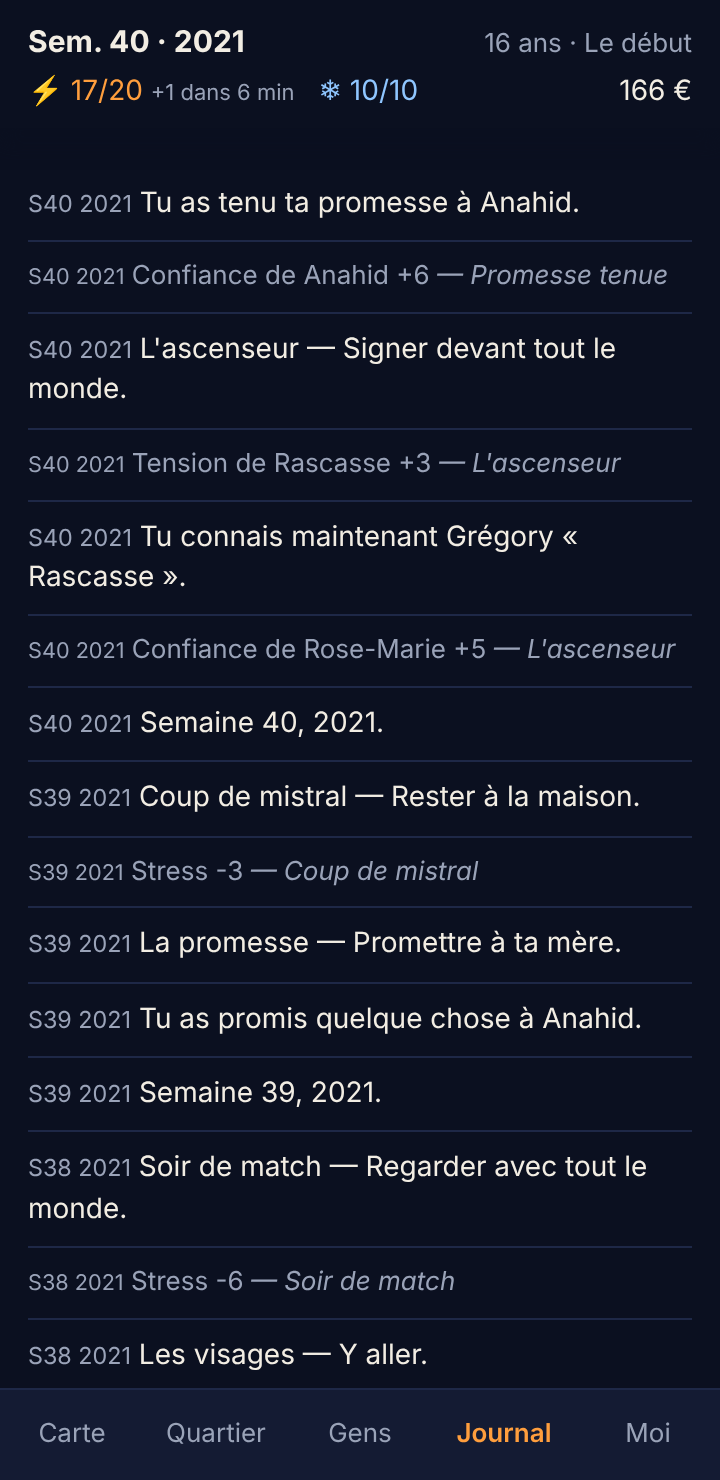 Sem. 40 · 2021
16 ans · Le début
⚡ 17/20 +1 dans 6 min ❄ 10/10
166 €
S40 2021 Tu as tenu ta promesse à Anahid.
S40 2021 Confiance de Anahid +6 — Promesse tenue
S40 2021 L'ascenseur — Signer devant tout le
monde.
S40 2021 Tension de Rascasse +3 — L'ascenseur
S40 2021 Tu connais maintenant Grégory «
Rascasse ».
S40 2021 Confiance de Rose-Marie +5 — L'ascenseur
S40 2021 Semaine 40, 2021.
S39 2021 Coup de mistral — Rester à la maison.
S39 2021 Stress -3 — Coup de mistral
S39 2021 La promesse — Promettre à ta mère.
S39 2021 Tu as promis quelque chose à Anahid.
S39 2021 Semaine 39, 2021.
S38 2021 Soir de match — Regarder avec tout le
monde.
S38 2021 Stress -6 — Soir de match
S38 2021 Les visages — Y aller.
Carte Quartier Gens Journal Moi